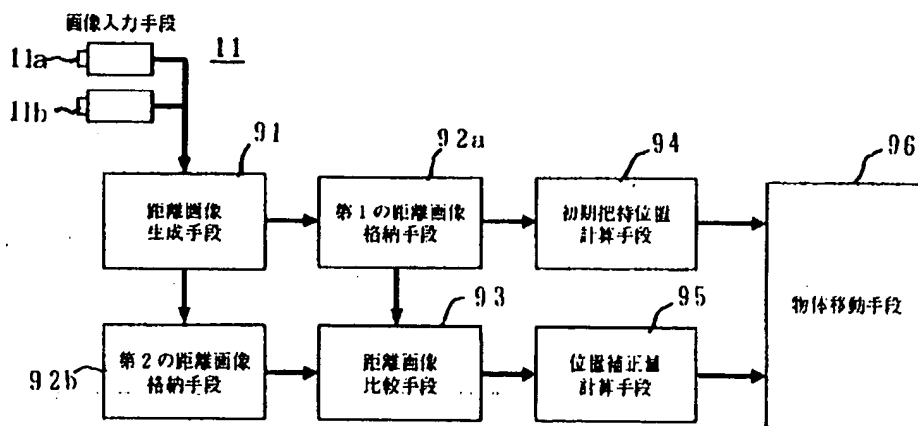 画像入力手段
11
11a
11b
91
92a
94
96
距離画像
生成手段
第1の距離画像
格納手段
初期把持位置
計算手段
物体移動手段
93
95
92b
第2の距離画像
格納手段
距離画像
比較手段
位置補正量
計算手段